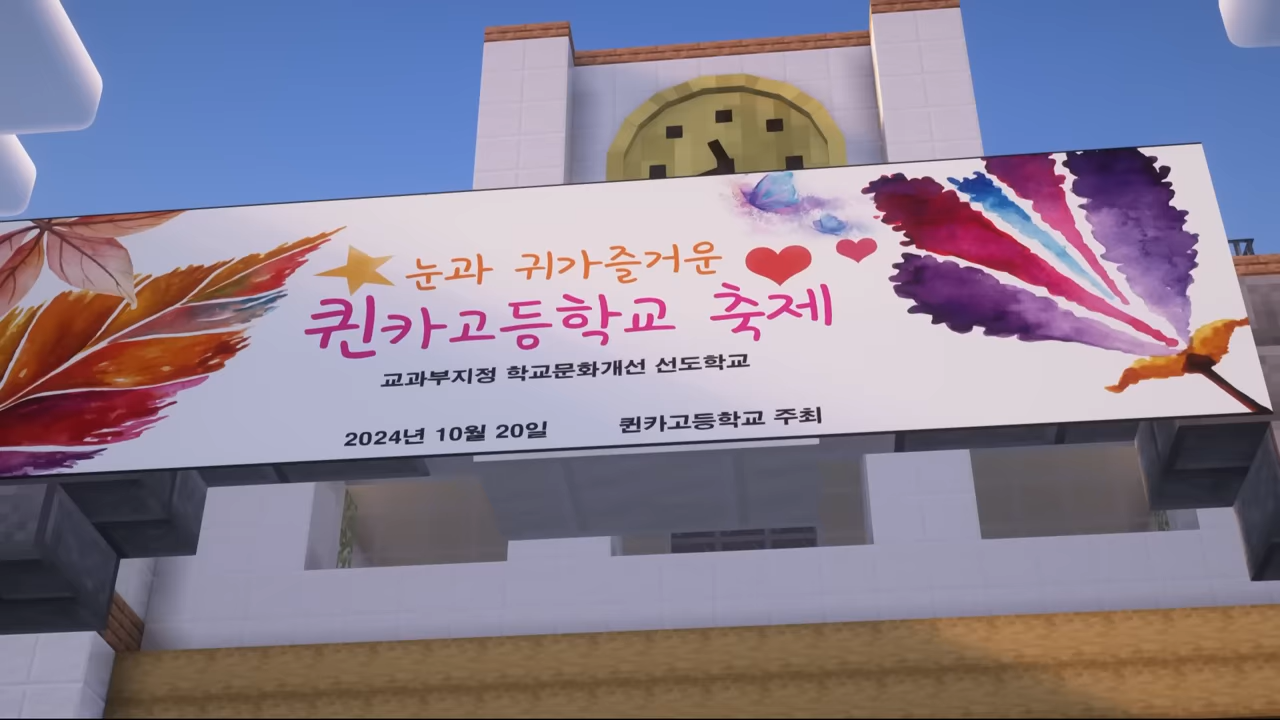 눈과 귀가즐거운
퀸카고등학교 축제
교과부지정 학교문화개선 선도학교
2024년 10월 20일 퀸카고등학교 주최